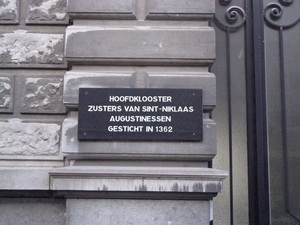 HOOFDKLOOSTER
ZUSTERS VAN SINT-NIKLAAS
AUGUSTINESSEN
GESTICHT IN 1362